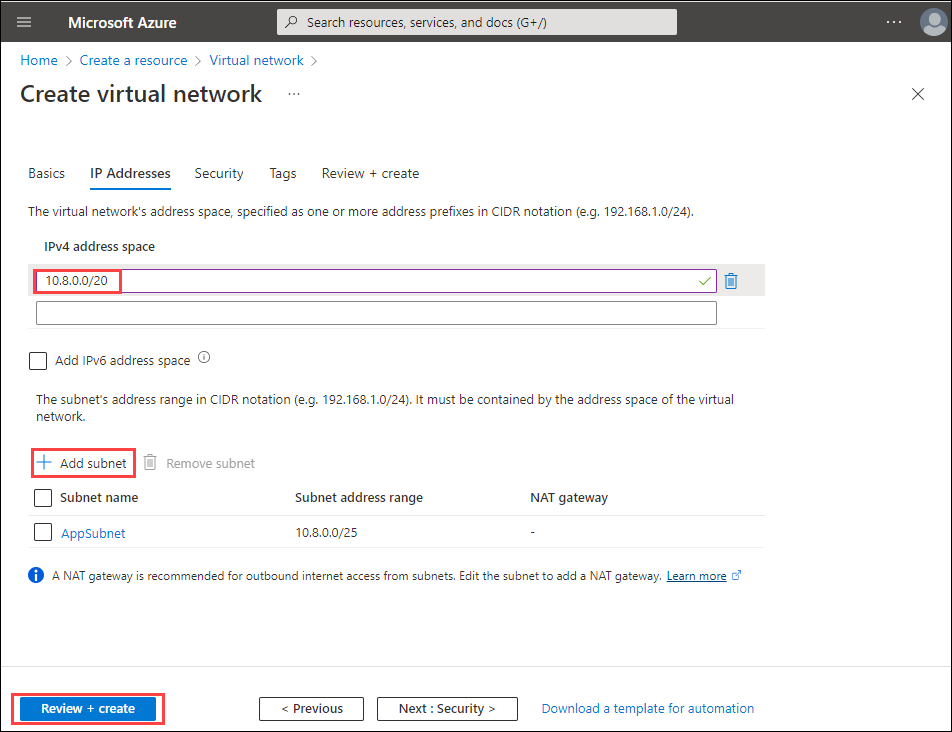 Microsoft Azure
Search resources, services, and docs (G+/)
Home > Create a resource > Virtual network >
Create virtual network ...
Basics IP Addresses Security Tags Review + create
The virtual network's address space, specified as one or more address prefixes in CIDR notation (e.g. 192.168.1.0/24).
IPv4 address space
10.8.0.0/20
Add IPv6 address space
The subnet's address range in CIDR notation (e.g. 192.168.1.0/24). It must be contained by the address space of the virtual
network.
+ Add subnet Remove subnet
Subnet name Subnet address range NAT gateway
AppSubnet 10.8.0.0/25 -
A NAT gateway is recommended for outbound internet access from subnets. Edit the subnet to add a NAT gateway. Learn more
Review + create < Previous Next : Security > Download a template for automation